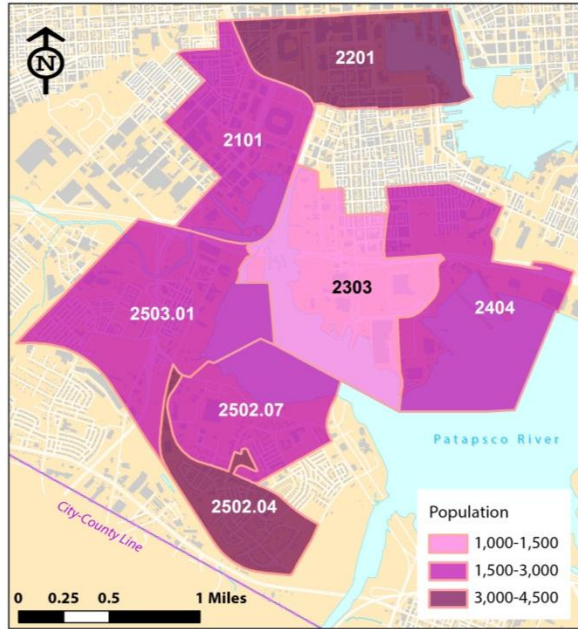 N
2201
2101
2303
2503.01
2404
2502.07
2502.04
Patapsco River
City-County Line
Population
1,000-1,500
1,500-3,000
3,000-4,500
0 0.25 0.5 1 Miles